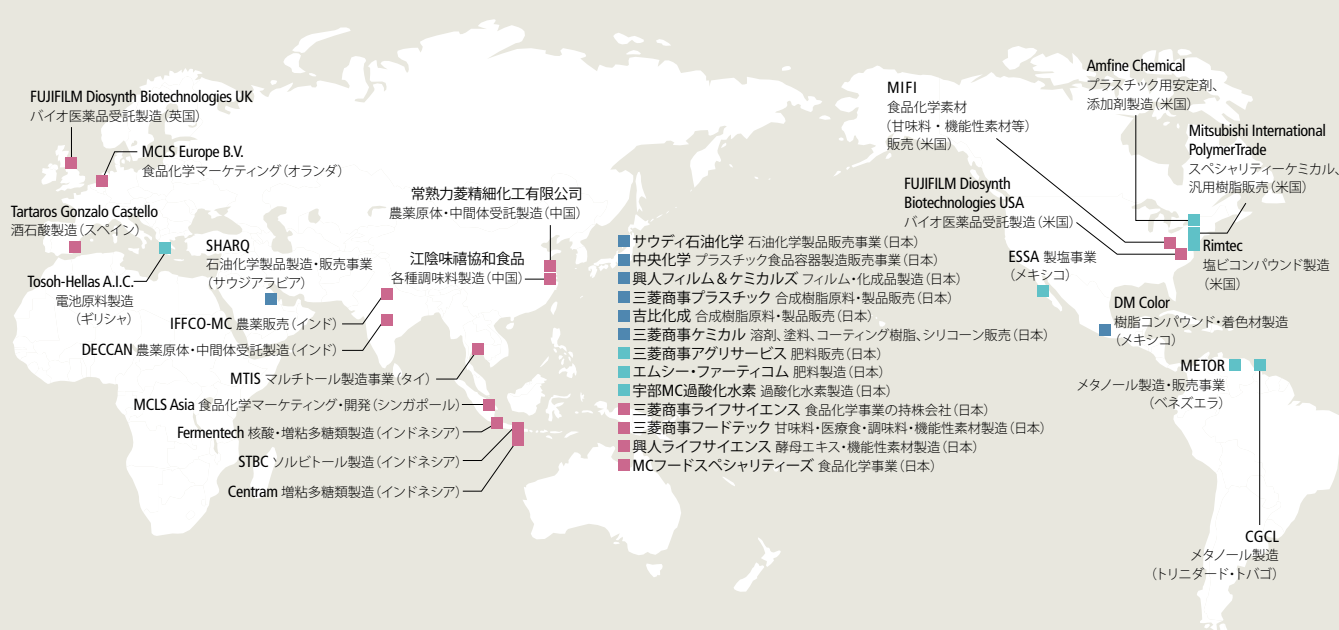 FUJIFILM Diosynth Biotechnologies UK
バイオ医薬品受託製造（英国）
MCLS Europe B.V.
食品化学マーケティング（オランダ）
Tartaros Gonzalo Castello
酒石酸製造（スペイン）
Tosoh-Hellas A.I.C.
電池原料製造
（ギリシャ）
SHARQ
石油化学製品製造・販売事業
（サウジアラビア）
常熟力菱精細化工有限公司
農薬原体・中間体受託製造（中国）
江陰味禧協和食品
各種調味料製造（中国）
IFFCO-MC 農薬販売（インド）
DECCAN 農薬原体・中間体受託製造（インド）
MTIS マルチトール製造事業（タイ）
MCLS Asia 食品化学マーケティング・開発（シンガポール）
Fermentech 核酸・増粘多糖類製造（インドネシア）
STBC ソルビトール製造（インドネシア）
Centram 増粘多糖類製造（インドネシア）
サウディ石油化学 石油化学製品販売事業（日本）
中央化学 プラスチック食品容器製造販売事業（日本）
興人フィルム＆ケミカルズ フィルム・化成品製造（日本）
三菱商事プラスチック 合成樹脂原料・製品販売（日本）
吉比化成 合成樹脂原料・製品販売（日本）
三菱商事ケミカル 溶剤、塗料、コーティング樹脂、シリコーン販売（日本）
三菱商事アグリサービス 肥料販売（日本）
エムシー・ファーティコム 肥料製造（日本）
宇部MC過酸化水素 過酸化水素製造（日本）
三菱商事ライフサイエンス 食品化学事業の持株会社（日本）
三菱商事フードテック 甘味料・医療食・調味料・機能性素材製造（日本）
興人ライフサイエンス 酵母エキス・機能性素材製造（日本）
MCフードスペシャリティーズ 食品化学事業（日本）
MIFI
食品化学素材
（甘味料・機能性素材等）
販売（米国）
FUJIFILM Diosynth
Biotechnologies USA
バイオ医薬品受託製造（米国）
Amfine Chemical
プラスチック用安定剤、
添加剤製造（米国）
Mitsubishi International
PolymerTrade
スペシャリティーケミカル、
汎用樹脂販売（米国）
Rimtec
塩ビコンパウンド製造
（米国）
ESSA 製塩事業
（メキシコ）
DM Color
樹脂コンパウンド・着色材製造
（メキシコ）
METOR
メタノール製造・販売事業
（ベネズエラ）
CGCL
メタノール製造
（トリニダード・トバゴ）